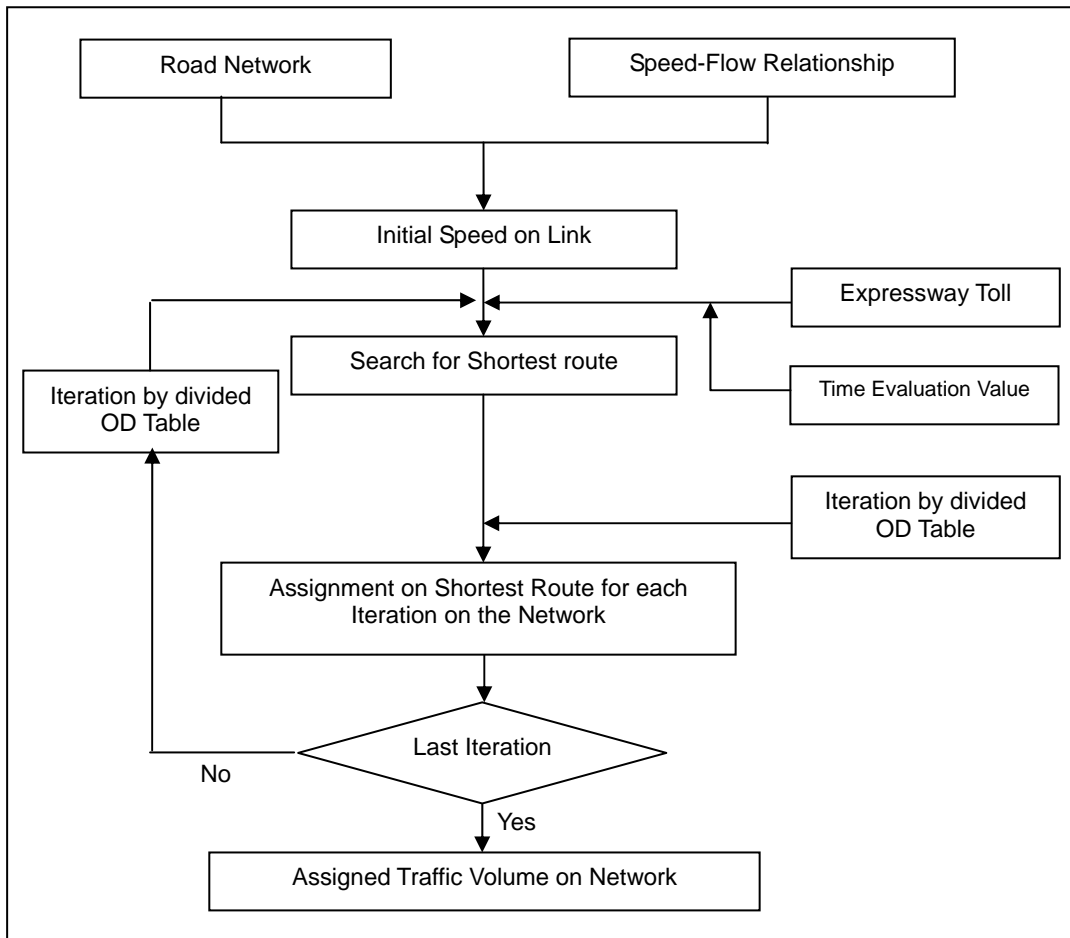 Road Network
Speed-Flow Relationship
Initial Speed on Link
Expressway Toll
Search for Shortest route
Time Evaluation Value
Iteration by divided
OD Table
Iteration by divided
OD Table
Assignment on Shortest Route for each
Iteration on the Network
Last Iteration
No
Yes
Assigned Traffic Volume on Network